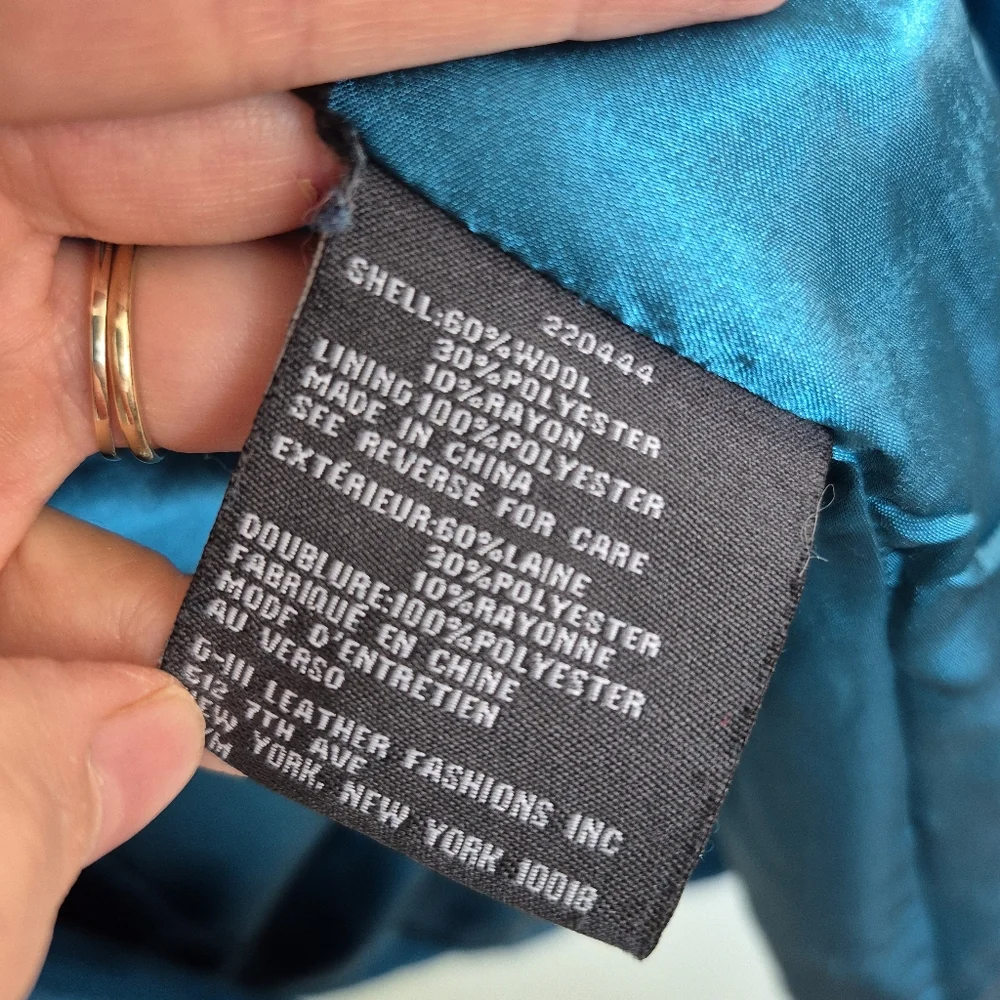 220444
SHELL:60%WOOL
30%POLYESTER
10%RAYON
LINING:100%POLYESTER
MADE IN CHINA
SEE REVERSE FOR CARE
EXTÉRIEUR:60%LAINE
30%POLYESTER
10%RAYONNE
DOUBLURE:100%POLYESTER
FABRIQUÉ EN CHINE
MODE D'ENTRETIEN
AU VERSO
G-III LEATHER FASHIONS INC
512 7TH AVE
NEW YORK, NEW YORK 10018